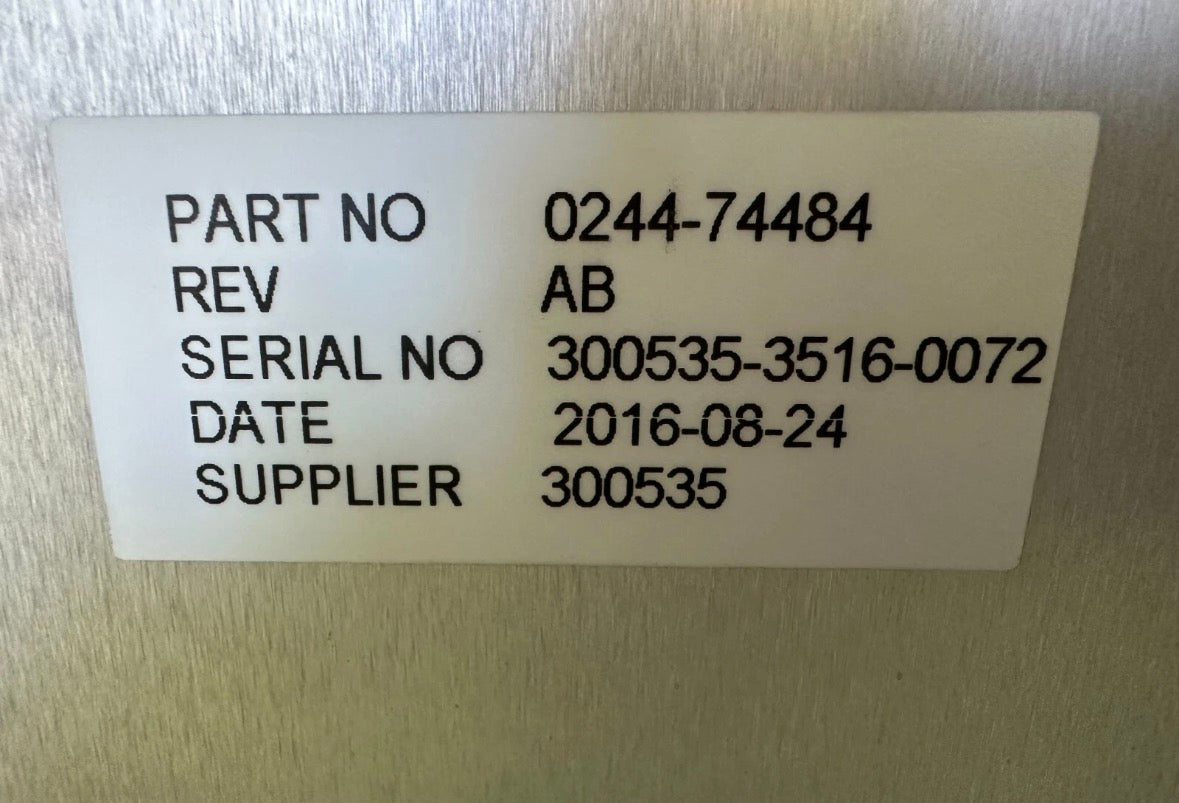 PART NO 0244-74484
REV AB
SERIAL NO 300535-3516-0072
DATE 2016-08-24
SUPPLIER 300535